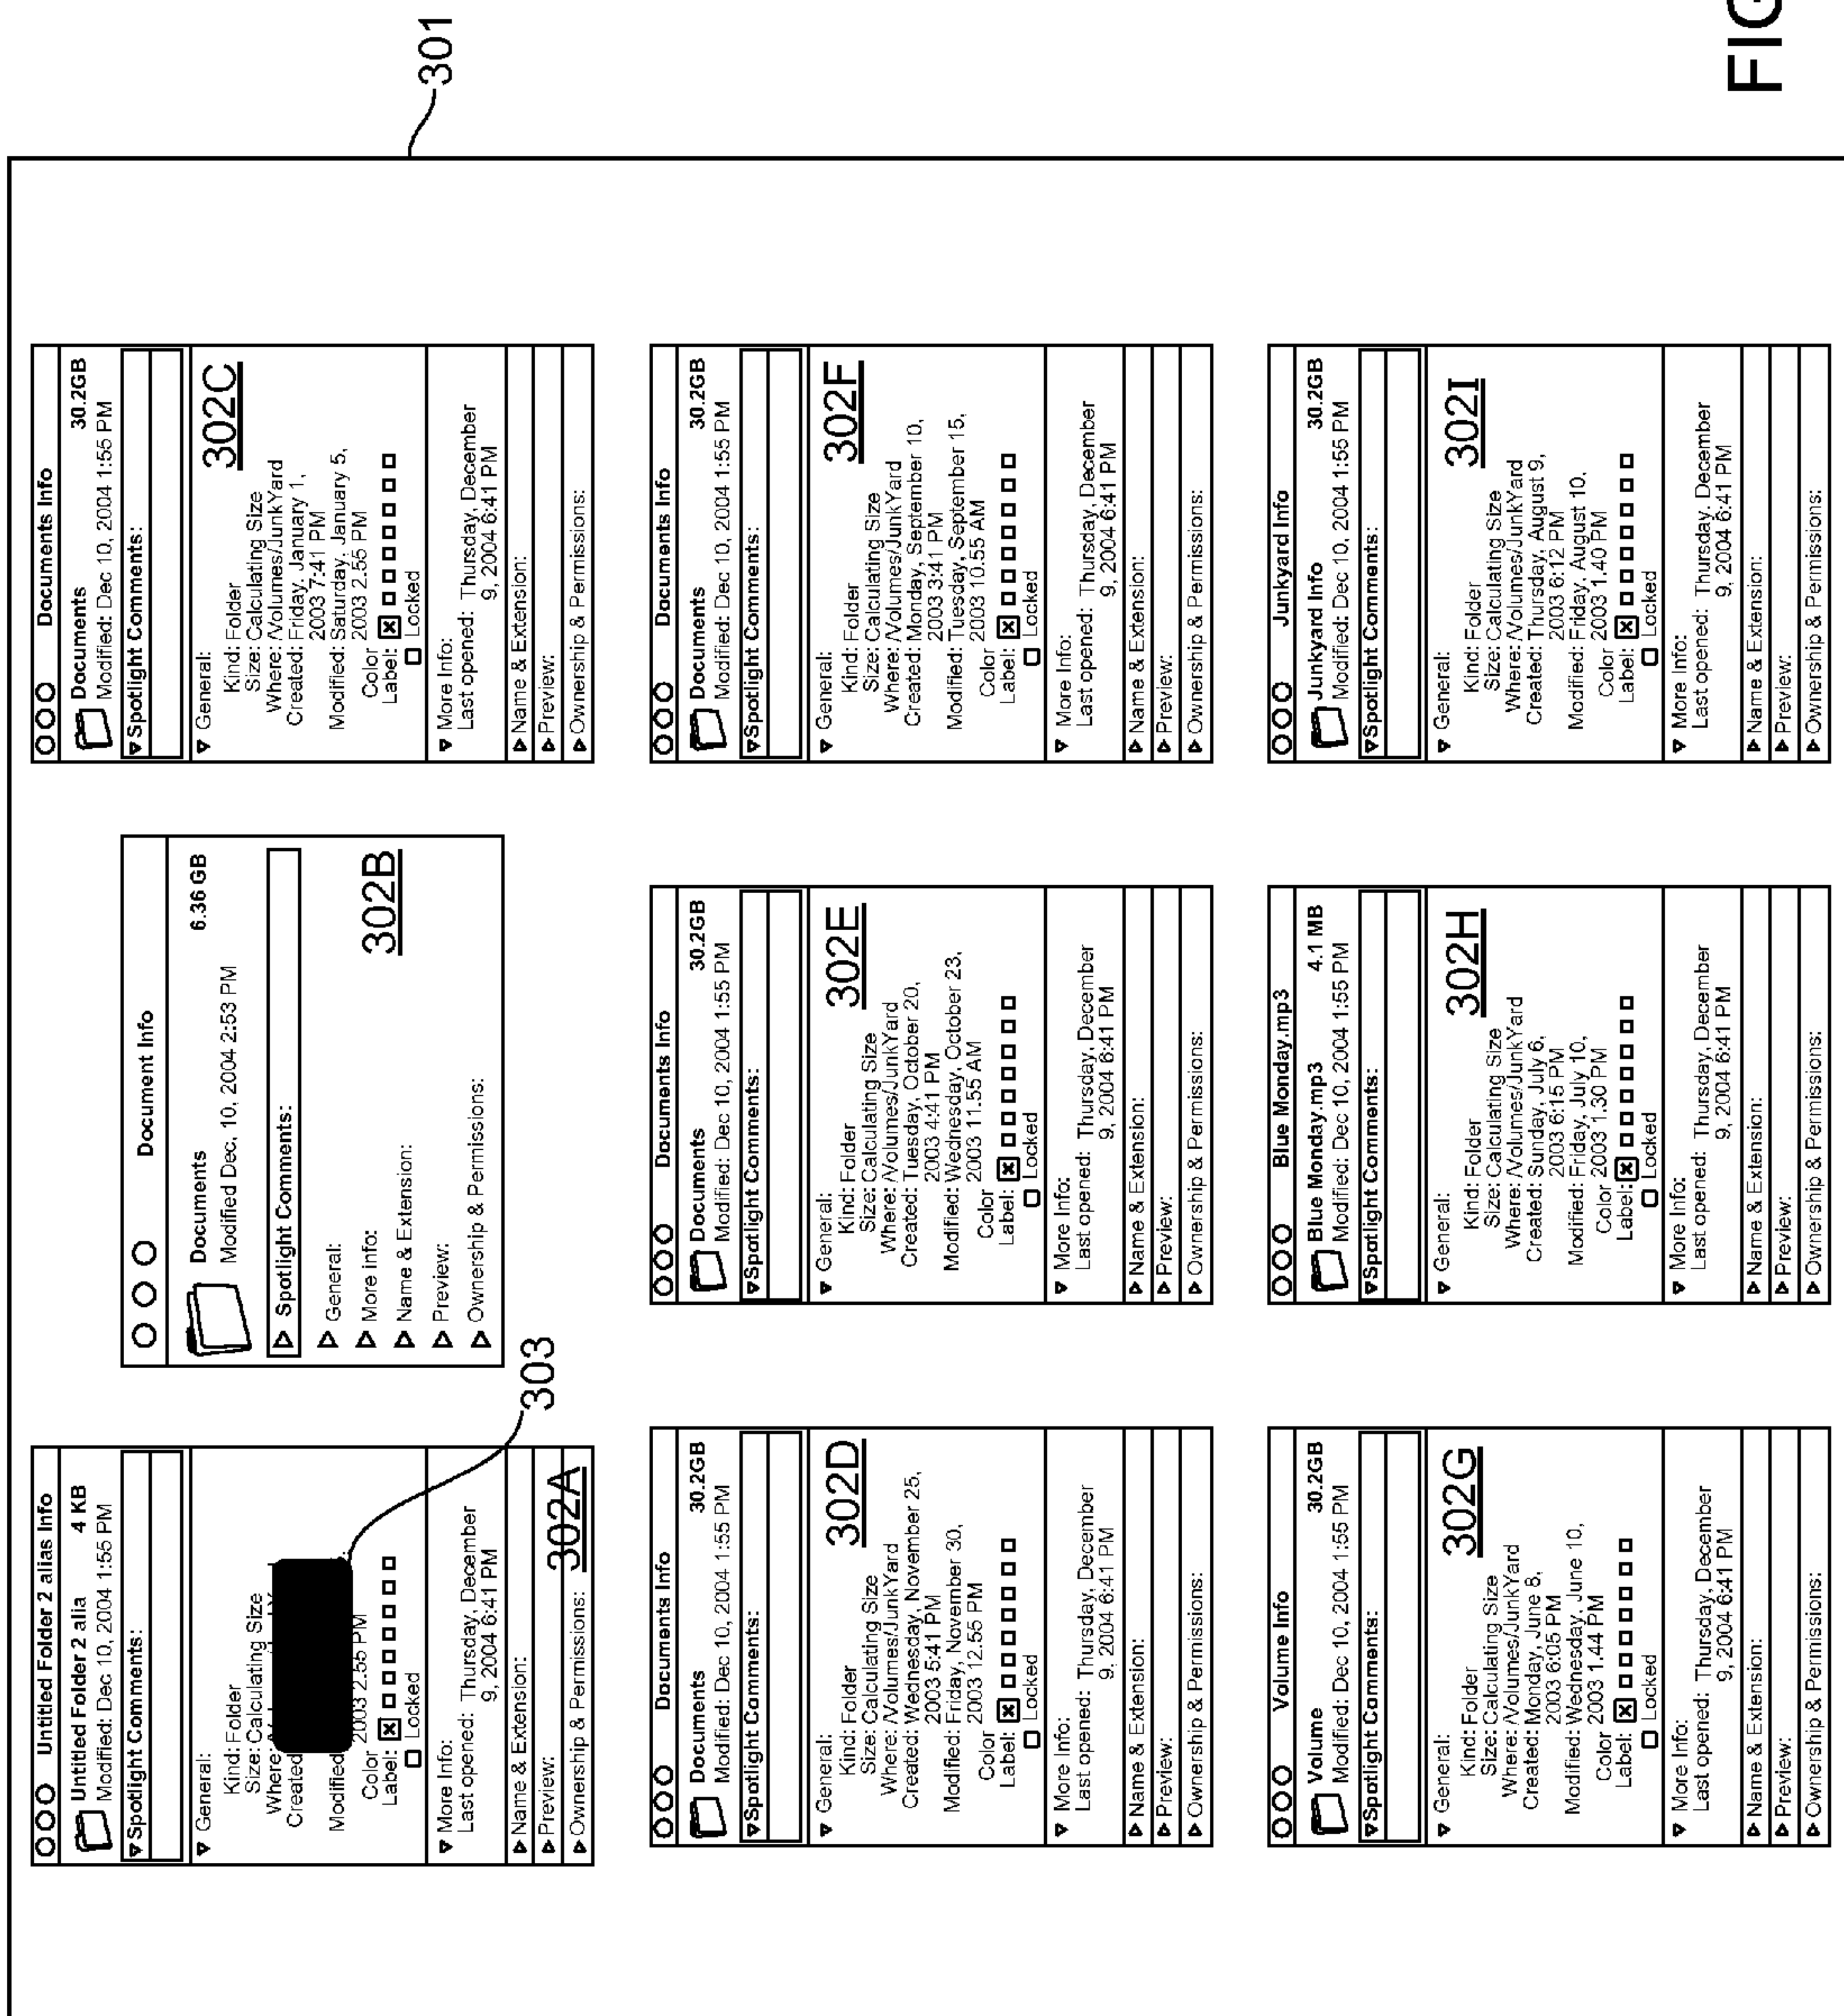 301
Untitled Folder 2 alias Info
Untitled Folder 2 alia 4 KB
Modified: Dec 10, 2004 1:55 PM
Spotlight Comments:
General:
Kind: Folder
Size: Calculating Size
Where:
Created
Modified
2003 2.55 PM
Color
Label:
Locked
More Info:
Last opened: Thursday, December
9, 2004 6:41 PM
Name & Extension:
Preview:
Ownership & Permissions:
302A
303
Document Info
Documents 6.36 GB
Modified Dec. 10, 2004 2:53 PM
Spotlight Comments:
General:
More info:
Name & Extension:
Preview:
Ownership & Permissions:
302B
Documents Info
Documents 30.2GB
Modified: Dec 10, 2004 1:55 PM
Spotlight Comments:
General:
302C
Kind: Folder
Size: Calculating Size
Where: /Volumes/JunkYard
Created: Friday, January 1,
2003 7:41 PM
Modified: Saturday, January 5,
2003 2.55 PM
Color
Label:
Locked
More Info:
Last opened: Thursday, December
9, 2004 6:41 PM
Name & Extension:
Preview:
Ownership & Permissions:
Documents Info
Documents 30.2GB
Modified: Dec 10, 2004 1:55 PM
Spotlight Comments:
General:
302D
Kind: Folder
Size: Calculating Size
Where: /Volumes/JunkYard
Created: Wednesday, November 25,
2003 5:41 PM
Modified: Friday, November 30,
2003 12.55 PM
Color
Label:
Locked
More Info:
Last opened: Thursday, December
9, 2004 6:41 PM
Name & Extension:
Preview:
Ownership & Permissions:
Documents Info
Documents 30.2GB
Modified: Dec 10, 2004 1:55 PM
Spotlight Comments:
General:
302E
Kind: Folder
Size: Calculating Size
Where: /Volumes/JunkYard
Created: Tuesday, October 20,
2003 4:41 PM
Modified: Wednesday, October 23,
2003 11.55 AM
Color
Label:
Locked
More Info:
Last opened: Thursday, December
9, 2004 6:41 PM
Name & Extension:
Preview:
Ownership & Permissions:
Documents Info
Documents 30.2GB
Modified: Dec 10, 2004 1:55 PM
Spotlight Comments:
General:
302F
Kind: Folder
Size: Calculating Size
Where: /Volumes/JunkYard
Created: Monday, September 10,
2003 3:41 PM
Modified: Tuesday, September 15,
2003 10.55 AM
Color
Label:
Locked
More Info:
Last opened: Thursday, December
9, 2004 6:41 PM
Name & Extension:
Preview:
Ownership & Permissions:
Volume Info
Volume 30.2GB
Modified: Dec 10, 2004 1:55 PM
Spotlight Comments:
General:
302G
Kind: Folder
Size: Calculating Size
Where: /Volumes/JunkYard
Created: Monday, June 8,
2003 6:05 PM
Modified: Wednesday, June 10,
Color 2003 1.44 PM
Label:
Locked
More Info:
Last opened: Thursday, December
9, 2004 6:41 PM
Name & Extension:
Preview:
Ownership & Permissions:
Blue Monday.mp3
Blue Monday.mp3 4.1 MB
Modified: Dec 10, 2004 1:55 PM
Spotlight Comments:
General:
302H
Kind: Folder
Size: Calculating Size
Where: /Volumes/JunkYard
Created: Sunday, July 6,
2003 6:15 PM
Modified: Friday, July 10,
Color 2003 1.30 PM
Label:
Locked
More Info:
Last opened: Thursday, December
9, 2004 6:41 PM
Name & Extension:
Preview:
Ownership & Permissions:
Junkyard Info
Junkyard Info 30.2GB
Modified: Dec 10, 2004 1:55 PM
Spotlight Comments:
General:
302I
Kind: Folder
Size: Calculating Size
Where: /Volumes/JunkYard
Created: Thursday, August 9,
2003 6:12 PM
Modified: Friday, August 10,
Color 2003 1.40 PM
Label:
Locked
More Info:
Last opened: Thursday, December
9, 2004 6:41 PM
Name & Extension:
Preview:
Ownership & Permissions:
FIG